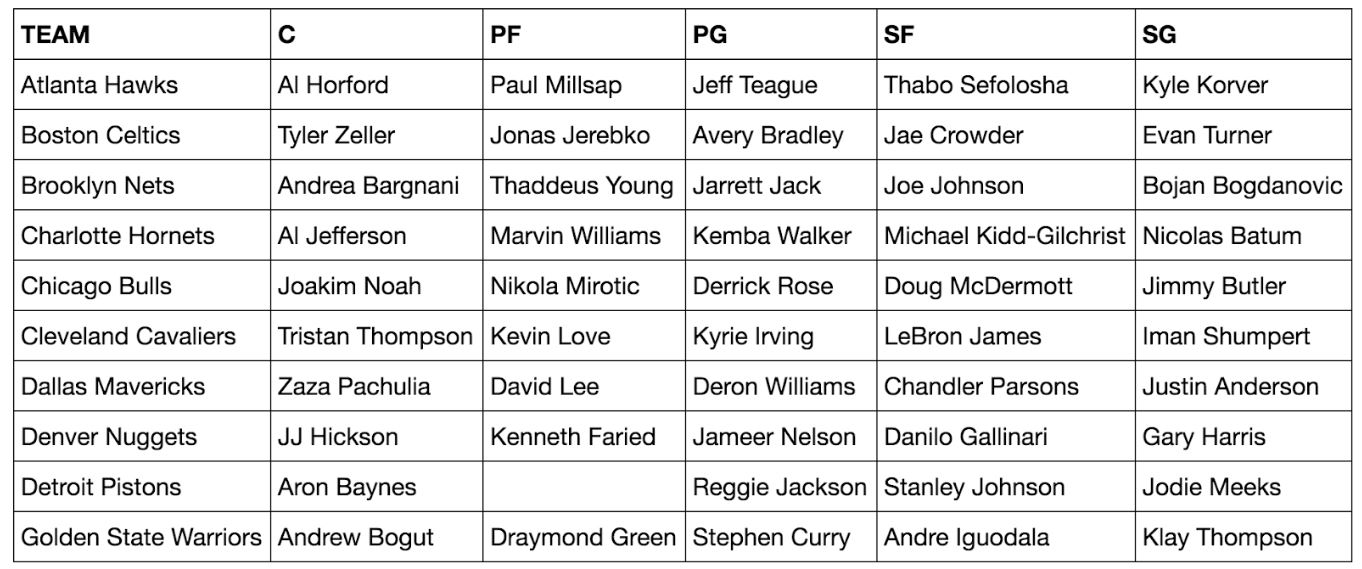 TEAM C PF PG SF SG
Atlanta Hawks Al Horford Paul Millsap Jeff Teague Thabo Sefolosha Kyle Korver
Boston Celtics Tyler Zeller Jonas Jerebko Avery Bradley Jae Crowder Evan Turner
Brooklyn Nets Andrea Bargnani Thaddeus Young Jarrett Jack Joe Johnson Bojan Bogdanovic
Charlotte Hornets Al Jefferson Marvin Williams Kemba Walker Michael Kidd-Gilchrist Nicolas Batum
Chicago Bulls Joakim Noah Nikola Mirotic Derrick Rose Doug McDermott Jimmy Butler
Cleveland Cavaliers Tristan Thompson Kevin Love Kyrie Irving LeBron James Iman Shumpert
Dallas Mavericks Zaza Pachulia David Lee Deron Williams Chandler Parsons Justin Anderson
Denver Nuggets JJ Hickson Kenneth Faried Jameer Nelson Danilo Gallinari Gary Harris
Detroit Pistons Aron Baynes Reggie Jackson Stanley Johnson Jodie Meeks
Golden State Warriors Andrew Bogut Draymond Green Stephen Curry Andre Iguodala Klay Thompson